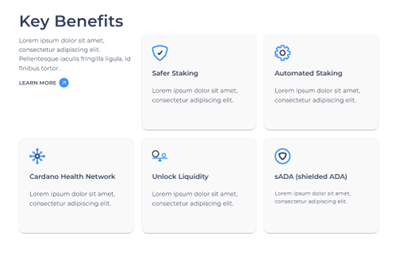 Key Benefits
Lorem ipsum dolor sit amet,
consectetur adipiscing elit.
Pellentesque iaculis fringilla ligula, id
finibus tortor.
LEARN MORE
Safer Staking
Lorem ipsum dolor sit amet,
consectetur adipiscing elit.
Automated Staking
Lorem ipsum dolor sit amet,
consectetur adipiscing elit.
Cardano Health Network
Lorem ipsum dolor sit amet,
consectetur adipiscing elit.
Unlock Liquidity
Lorem ipsum dolor sit amet,
consectetur adipiscing elit.
sADA (shielded ADA)
Lorem ipsum dolor sit amet,
consectetur adipiscing elit.